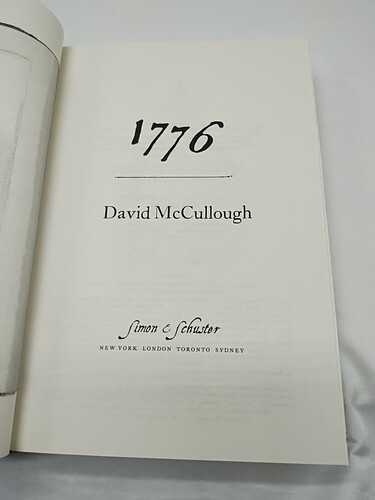 1776
David McCullough
Simon & Schuster
NEW YORK LONDON TORONTO SYDNEY